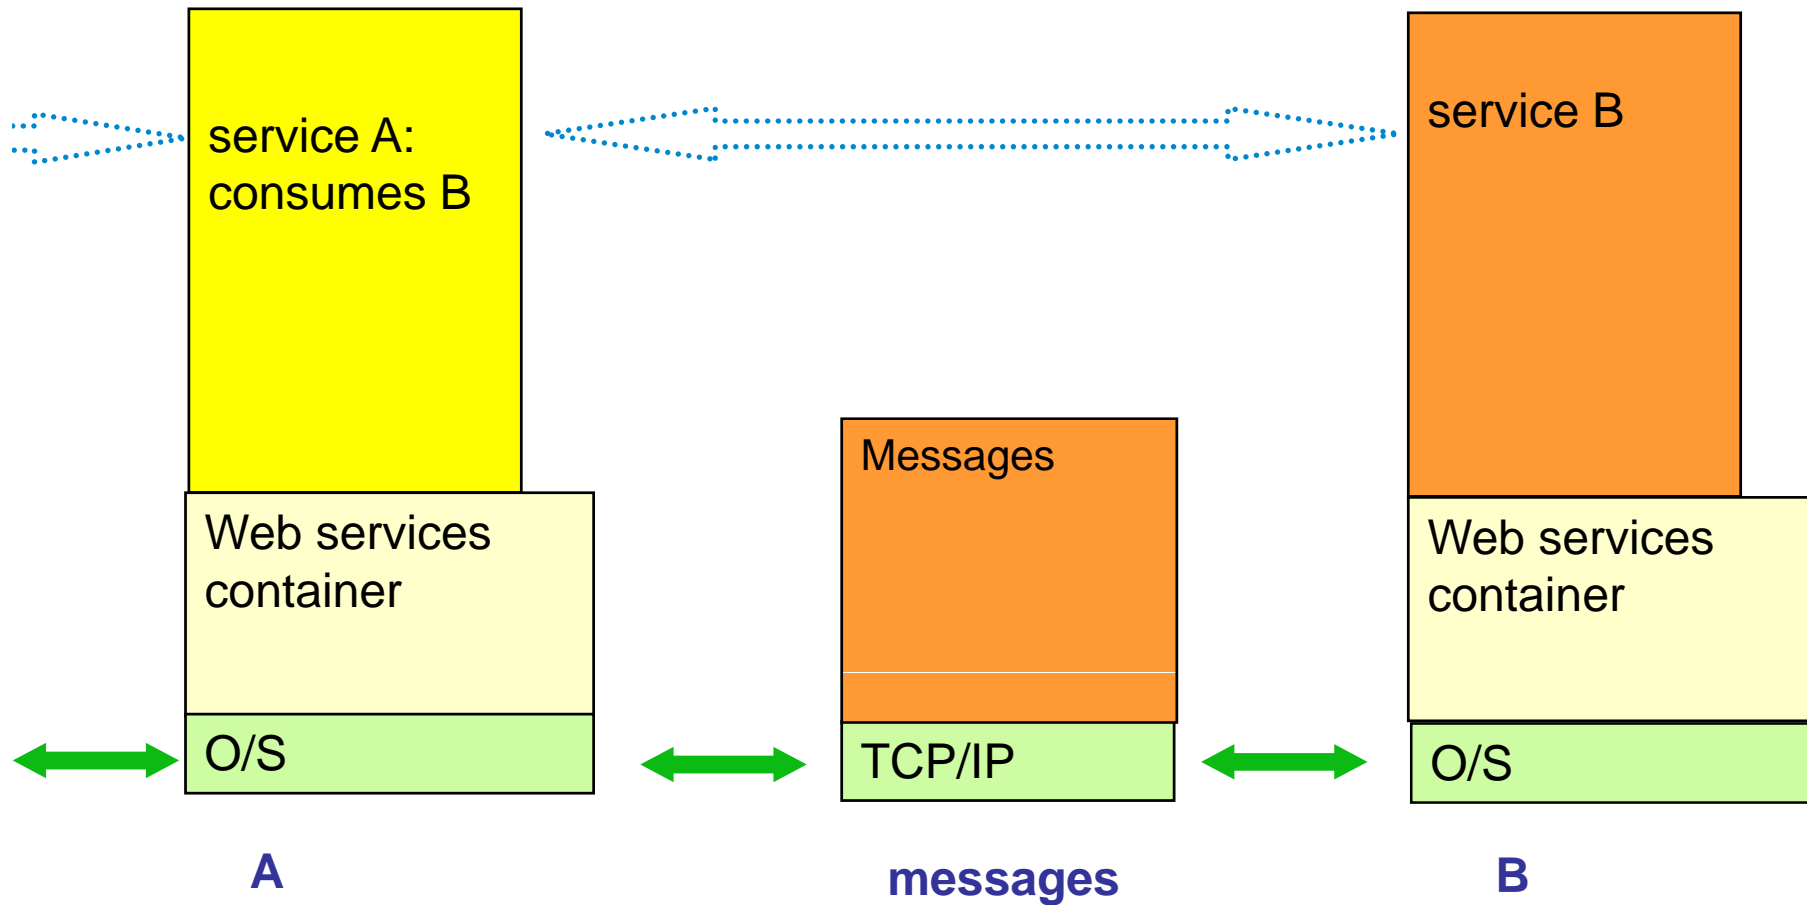 service A:
consumes B
Web services
container
O/S
A
Messages
TCP/IP
messages
service B
Web services
container
O/S
B